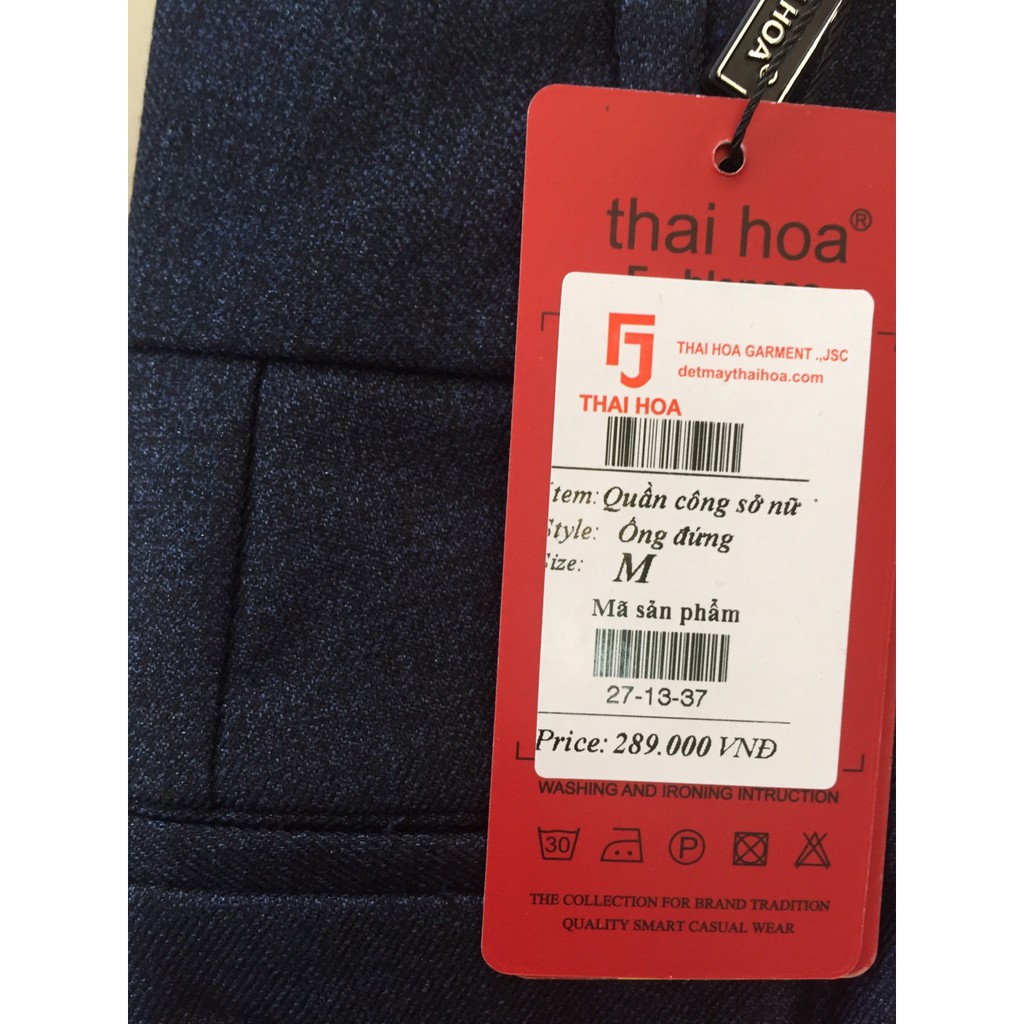 HOA
thai hoa®
THAI HOA GARMENT .,JSC
detmaythaihoa.com
THAI HOA
Item: Quần công sở nữ
Style: Ống đứng
Size: M
Mã sản phẩm
27-13-37
Price: 289.000 VNĐ
WASHING AND IRONING INTRUCTION
30
P
THE COLLECTION FOR BRAND TRADITION
QUALITY SMART CASUAL WEAR